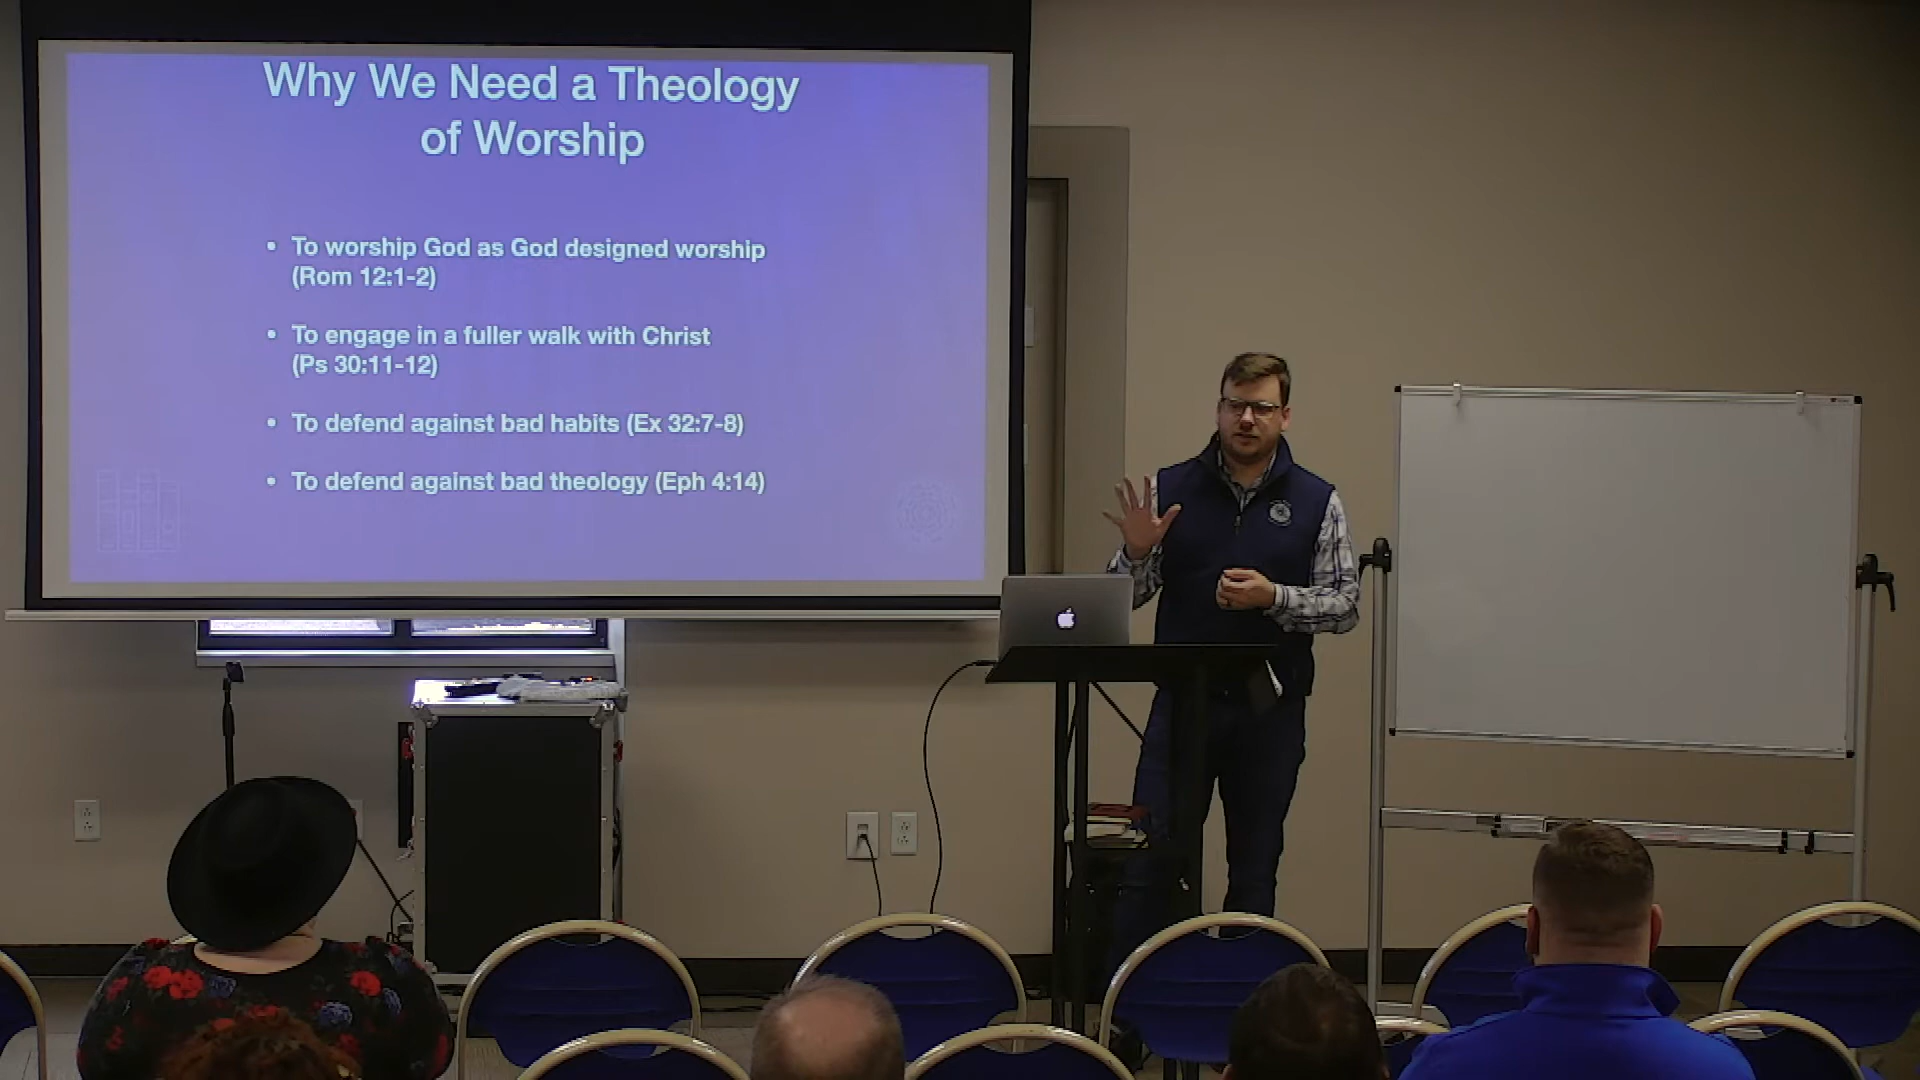 Why We Need a Theology
of Worship
• To worship God as God designed worship
(Rom 12:1-2)
• To engage in a fuller walk with Christ
(Ps 30:11-12)
• To defend against bad habits (Ex 32:7-8)
• To defend against bad theology (Eph 4:14)